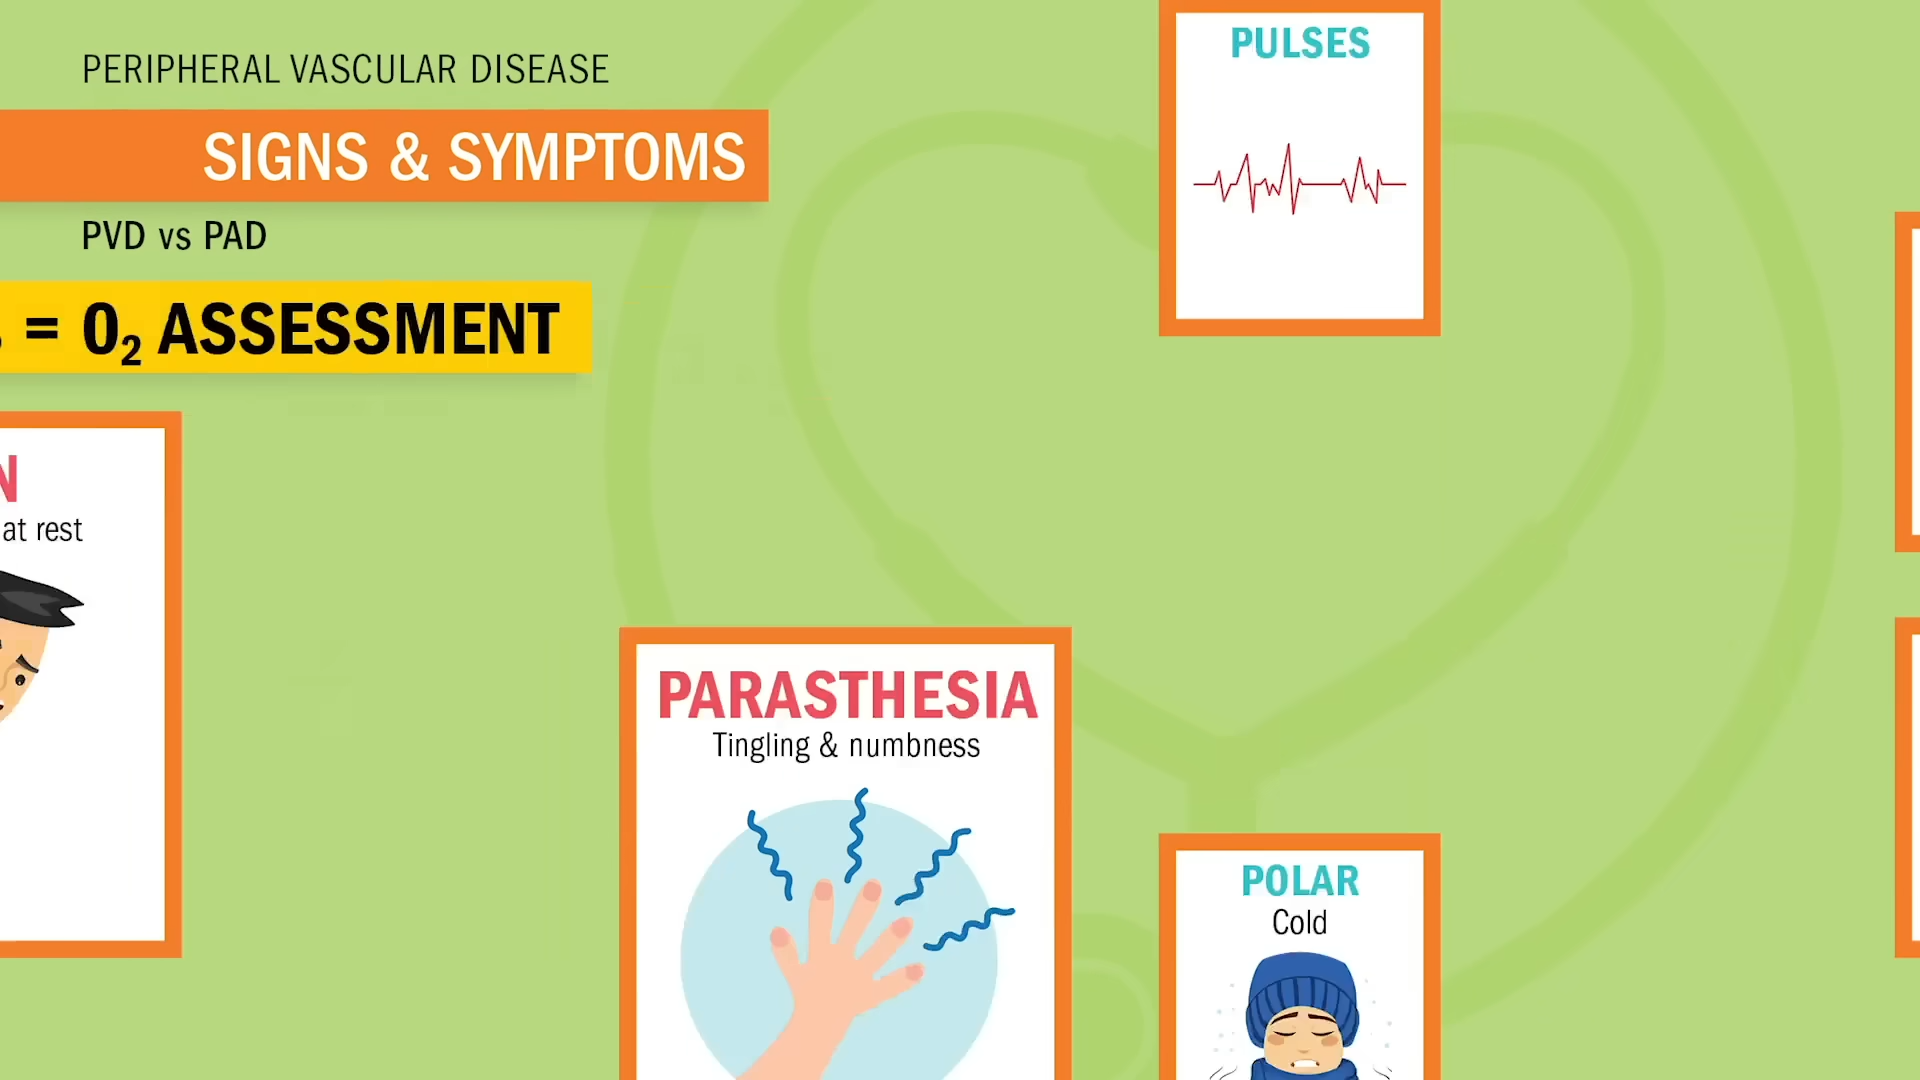 PERIPHERAL VASCULAR DISEASE
SIGNS & SYMPTOMS
PVD vs PAD
= O₂ ASSESSMENT
N
at rest
PULSES
PARASTHESIA
Tingling & numbness
POLAR
Cold